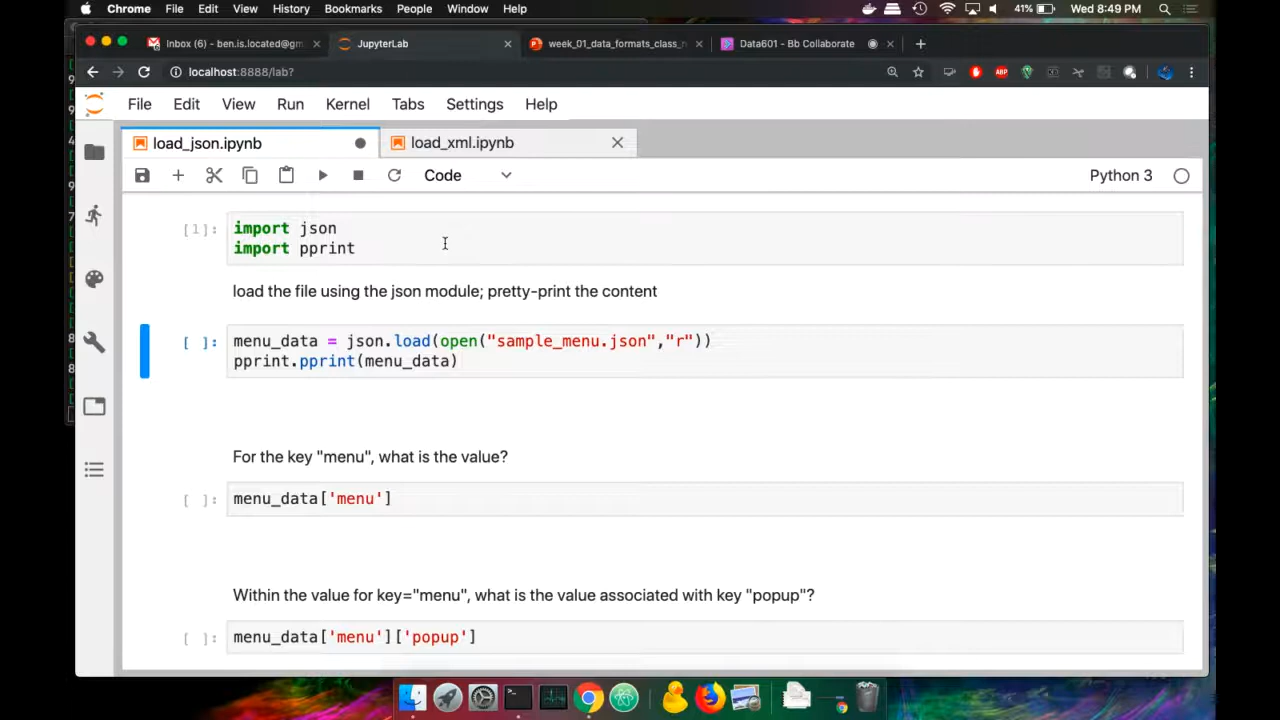 Chrome File Edit View History Bookmarks People Window Help 41% Wed 8:49 PM
Inbox (6) - ben.is.located@gm JupyterLab week_01_data_formats_class_ Data601 - Bb Collaborate
localhost:8888/lab? ABP
File Edit View Run Kernel Tabs Settings Help
load_json.ipynb load_xml.ipynb
Code Python 3
[1]: import json
import pprint
load the file using the json module; pretty-print the content
[ ]: menu_data = json.load(open("sample_menu.json","r"))
pprint.pprint(menu_data)
For the key "menu", what is the value?
[ ]: menu_data['menu']
Within the value for key="menu", what is the value associated with key "popup"?
[ ]: menu_data['menu']['popup']